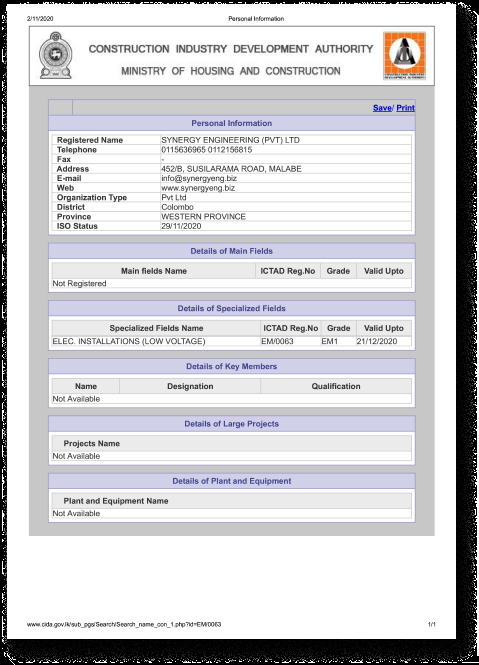 2/11/2020 Personal Information
CONSTRUCTION INDUSTRY DEVELOPMENT AUTHORITY
MINISTRY OF HOUSING AND CONSTRUCTION
Save/ Print
Personal Information
Registered Name SYNERGY ENGINEERING (PVT) LTD
Telephone 0115636965 0112156815
Fax -
Address 452/B, SUSILARAMA ROAD, MALABE
E-mail info@synergyeng.biz
Web www.synergyeng.biz
Organization Type Pvt Ltd
District Colombo
Province WESTERN PROVINCE
ISO Status 29/11/2020
Details of Main Fields
Main fields Name ICTAD Reg.No Grade Valid Upto
Not Registered
Details of Specialized Fields
Specialized Fields Name ICTAD Reg.No Grade Valid Upto
ELEC. INSTALLATIONS (LOW VOLTAGE) EM/0063 EM1 21/12/2020
Details of Key Members
Name Designation Qualification
Not Available
Details of Large Projects
Projects Name
Not Available
Details of Plant and Equipment
Plant and Equipment Name
Not Available
www.cida.gov.lk/sub_pgs/Search/Search_name_con_1.php?id=EM/0063 1/1